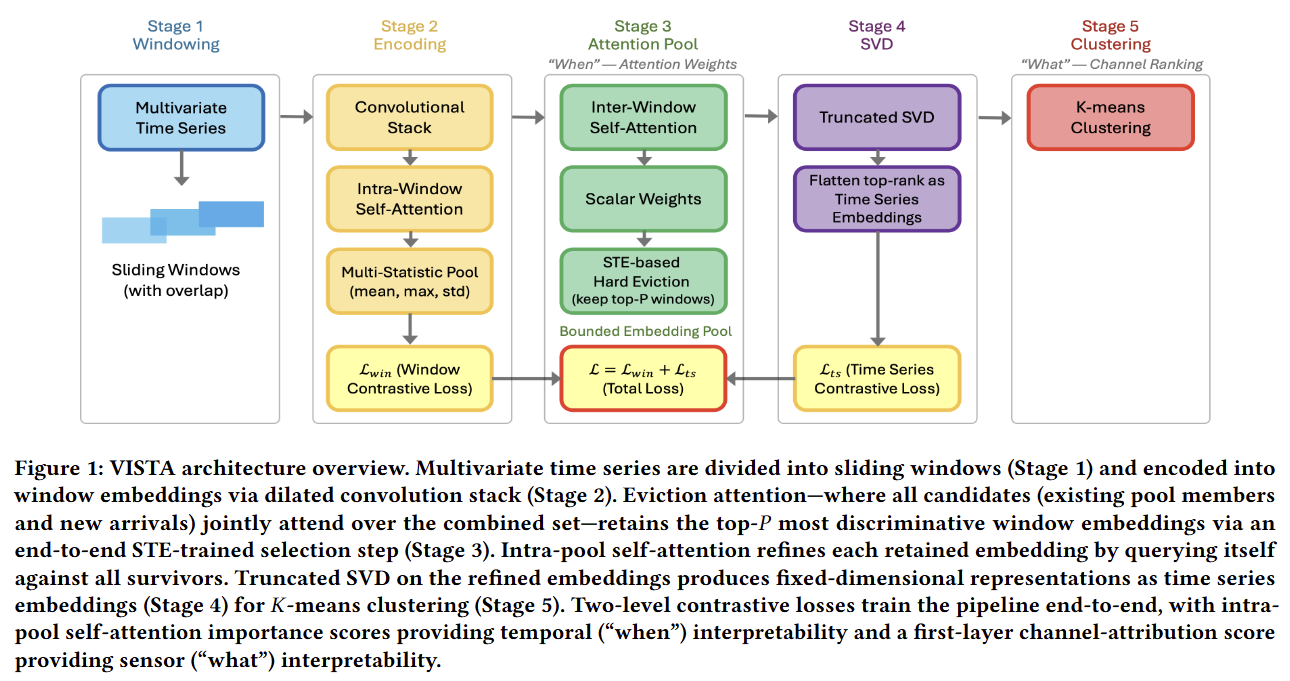 Stage 1
Windowing
Stage 2
Encoding
Stage 3
Attention Pool
“When” — Attention Weights
Stage 4
SVD
Stage 5
Clustering
“What” — Channel Ranking
Multivariate
Time Series
Sliding Windows
(with overlap)
Convolutional
Stack
Intra-Window
Self-Attention
Multi-Statistic Pool
(mean, max, std)
ℒwin (Window
Contrastive Loss)
Inter-Window
Self-Attention
Scalar Weights
STE-based
Hard Eviction
(keep top-P windows)
Bounded Embedding Pool
ℒ = ℒwin + ℒts
(Total Loss)
Truncated SVD
Flatten top-rank as
Time Series
Embeddings
ℒts (Time Series
Contrastive Loss)
K-means
Clustering
Figure 1: VISTA architecture overview. Multivariate time series are divided into sliding windows (Stage 1) and encoded into
window embeddings via dilated convolution stack (Stage 2). Eviction attention—where all candidates (existing pool members
and new arrivals) jointly attend over the combined set—retains the top-P most discriminative window embeddings via an
end-to-end STE-trained selection step (Stage 3). Intra-pool self-attention refines each retained embedding by querying itself
against all survivors. Truncated SVD on the refined embeddings produces fixed-dimensional representations as time series
embeddings (Stage 4) for K-means clustering (Stage 5). Two-level contrastive losses train the pipeline end-to-end, with intra-
pool self-attention importance scores providing temporal (“when”) interpretability and a first-layer channel-attribution score
providing sensor (“what”) interpretability.